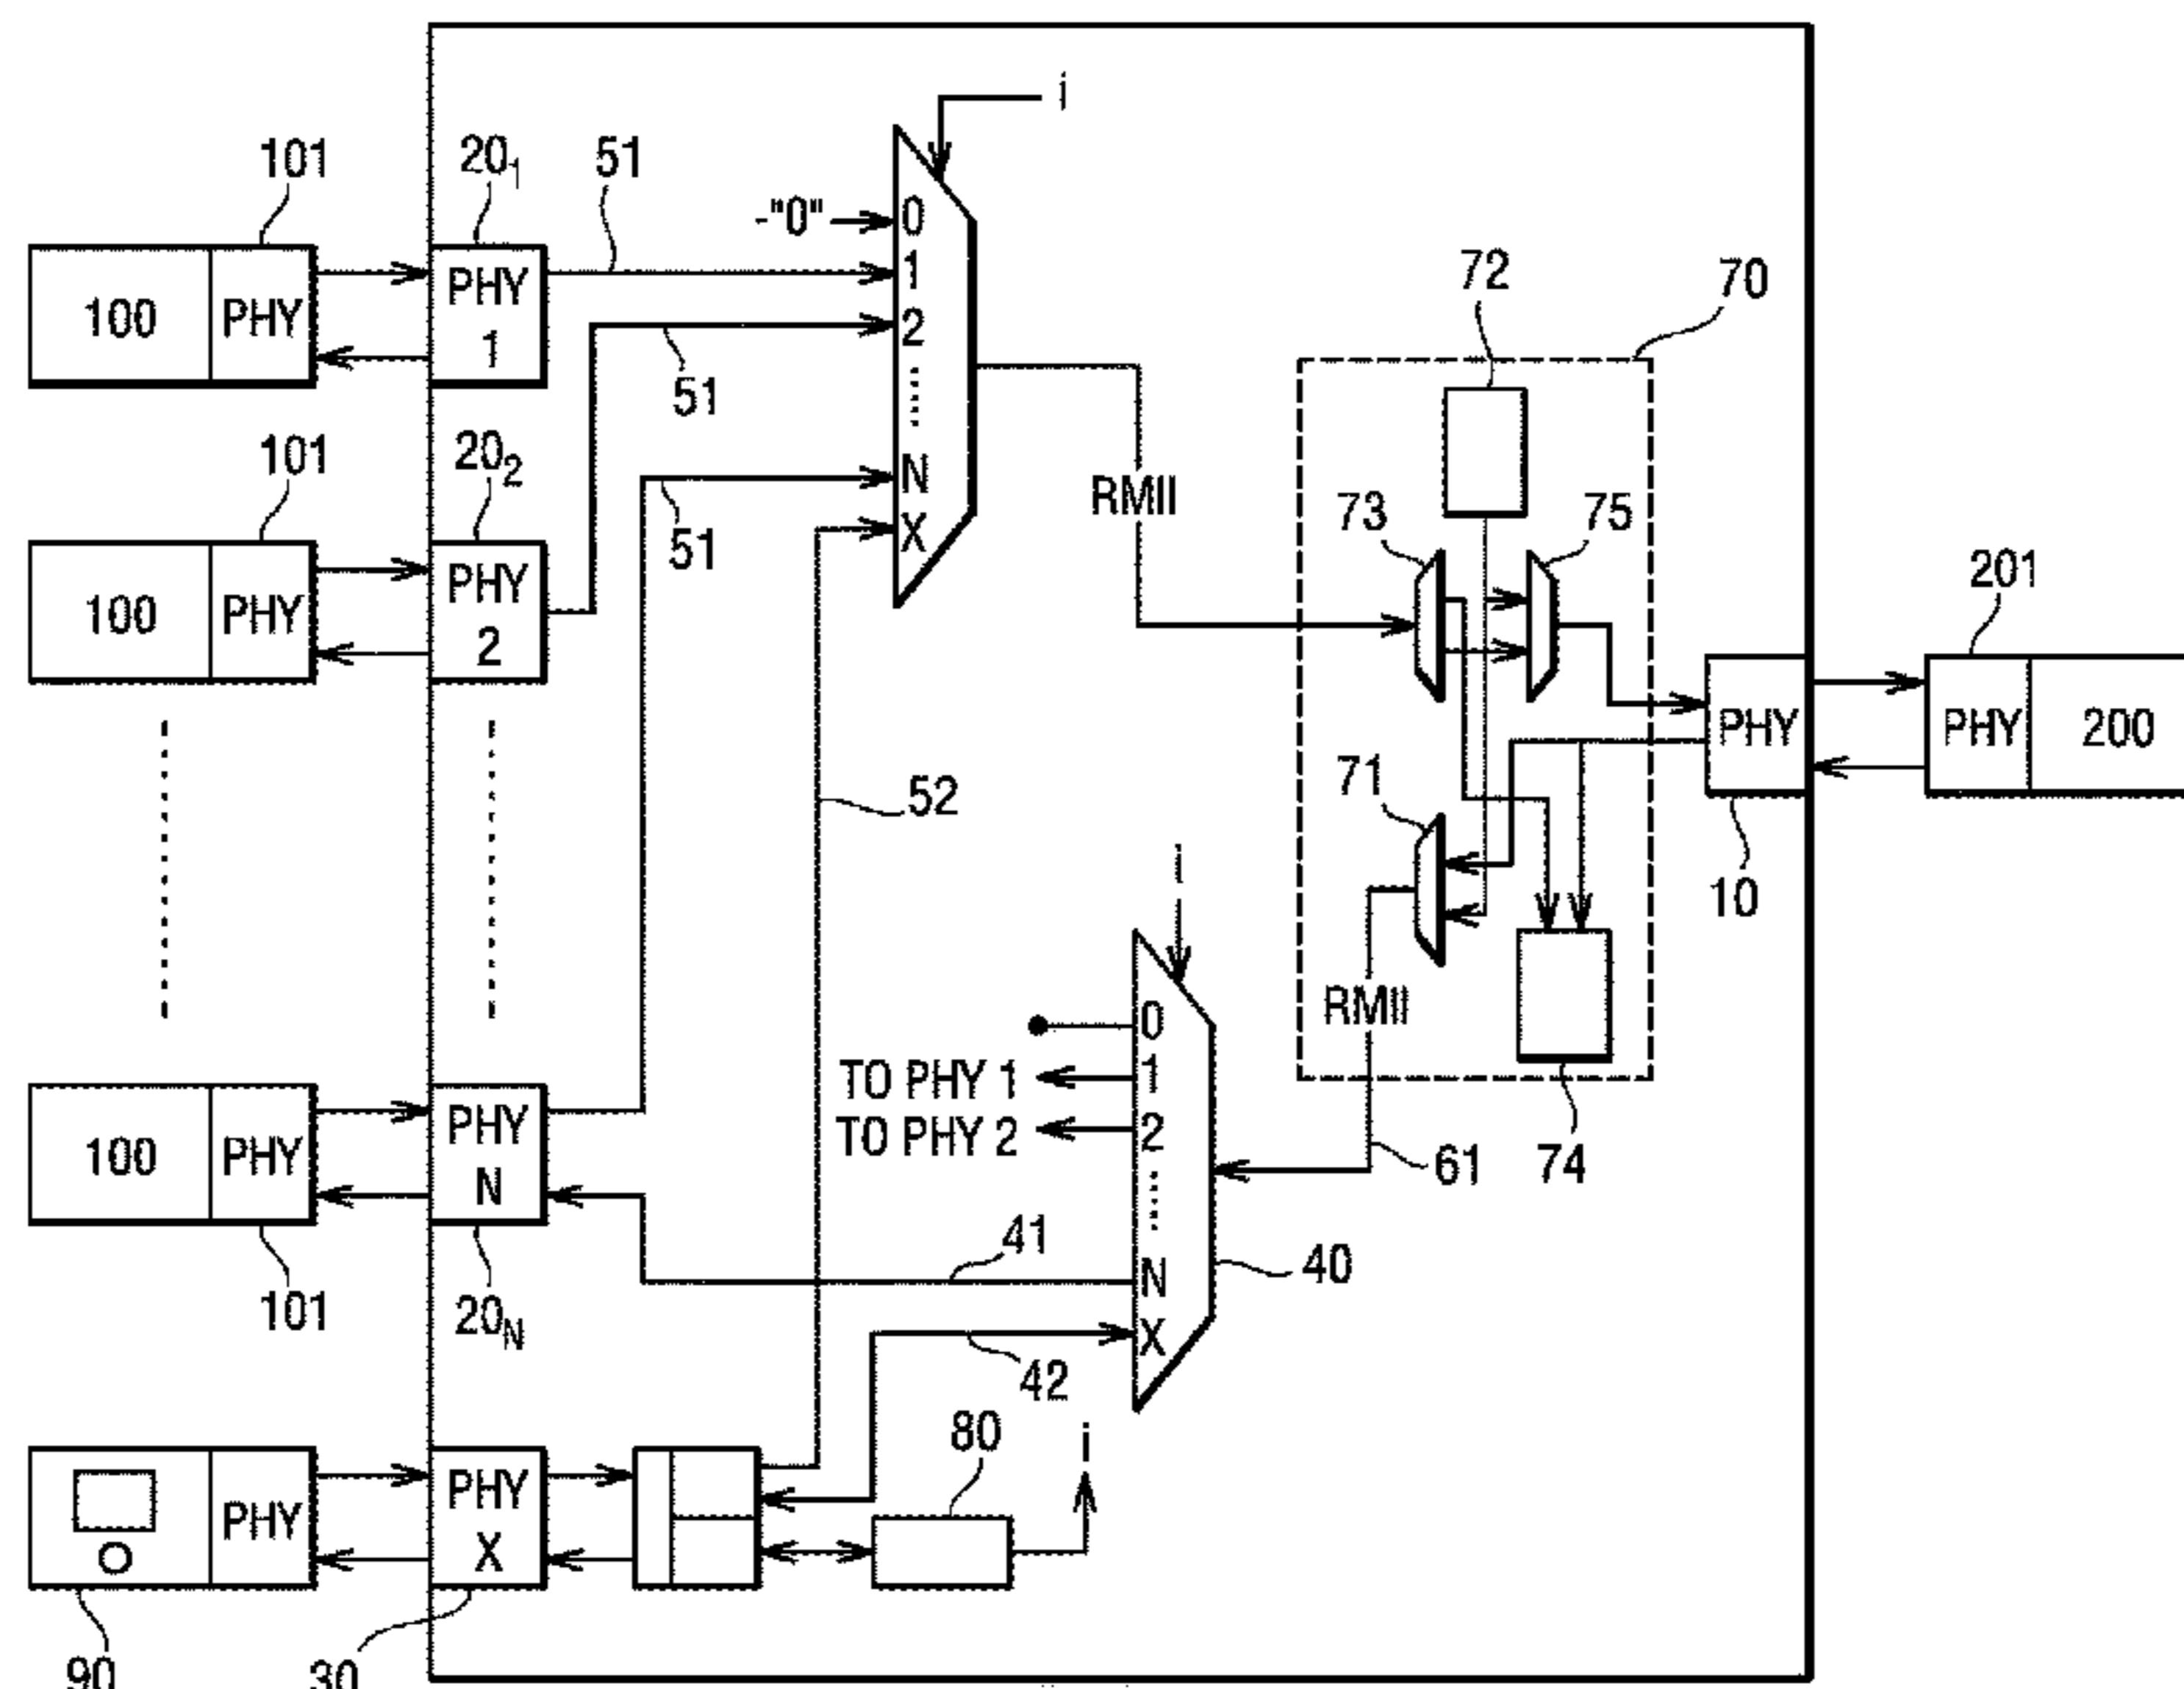 i
101
20₁
51
-"0"
0
1
2
N
X
100
PHY
PHY
1
51
72
70
101
20₂
100
PHY
PHY
2
51
RMII
73
75
201
PHY
PHY
200
52
71
10
i
0
1
2
N
X
TO PHY 1
TO PHY 2
RMII
61
74
100
PHY
PHY
N
41
40
101
20N
42
80
i
PHY
PHY
X
90
30